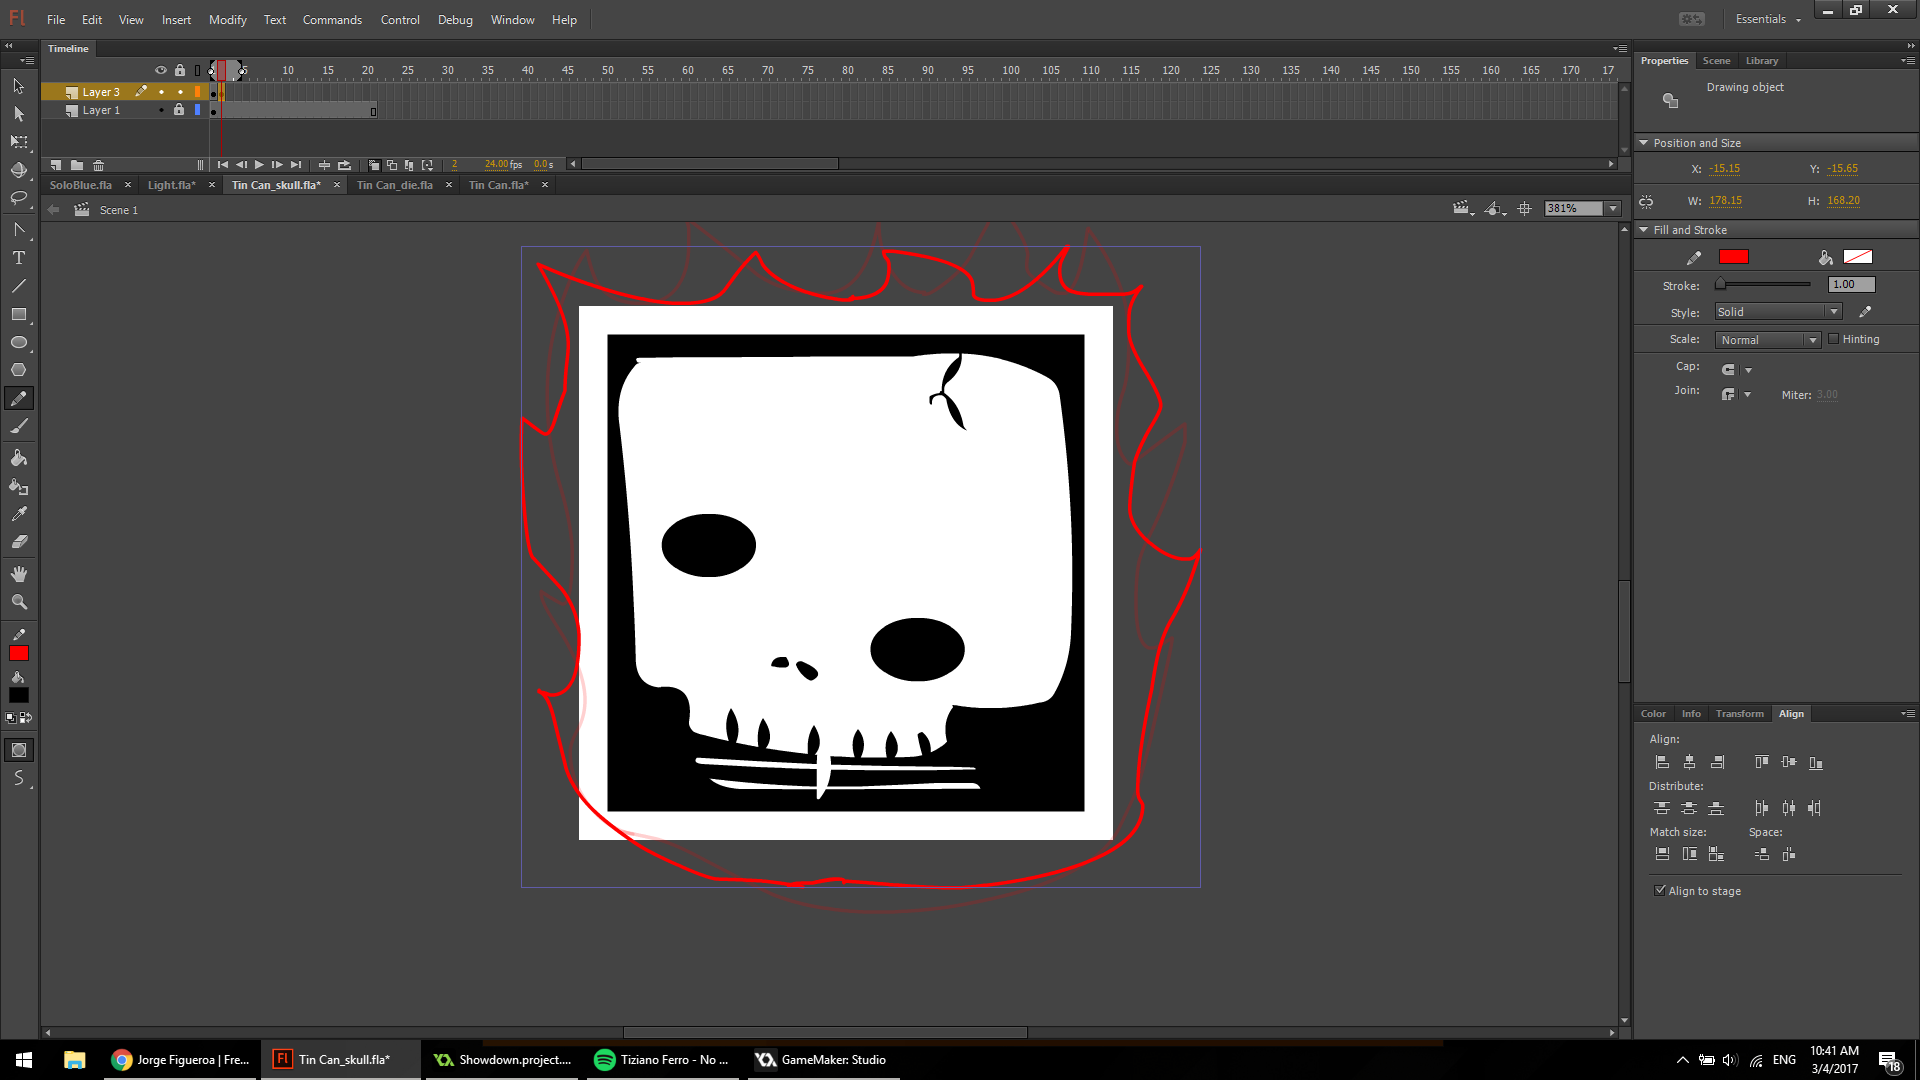 Fl File Edit View Insert Modify Text Commands Control Debug Window Help Essentials
Timeline
5 10 15 20 25 30 35 40 45 50 55 60 65 70 75 80 85 90 95 100 105 110 115 120 125 130 135 140 145 150 155 160 165 170 17
Layer 3
Layer 1
2 24.00 fps 0.0 s
SoloBlue.fla Light.fla* Tin Can_skull.fla* Tin Can_die.fla Tin Can.fla*
Scene 1 381%
Properties Scene Library
Drawing object
Position and Size
X: -15.15 Y: -15.65
W: 178.15 H: 168.20
Fill and Stroke
Stroke: 1.00
Style: Solid
Scale: Normal Hinting
Cap:
Join: Miter: 3.00
Color Info Transform Align
Align:
Distribute:
Match size: Space:
Align to stage
Jorge Figueroa | Fre... Fl Tin Can_skull.fla* Showdown.project.... Tiziano Ferro - No ... GameMaker: Studio ENG 10:41 AM
3/4/2017 18